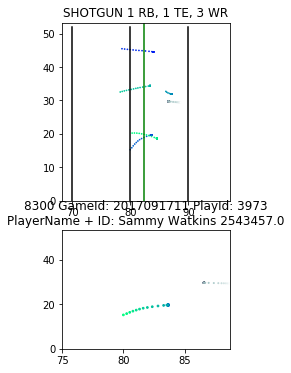 SHOTGUN 1 RB, 1 TE, 3 WR
50
40
30
20
10
0
70 80 90
8300 GameId: 2017091711 PlayId: 3973
PlayerName + ID: Sammy Watkins 2543457.0
40
20
0
75 80 85